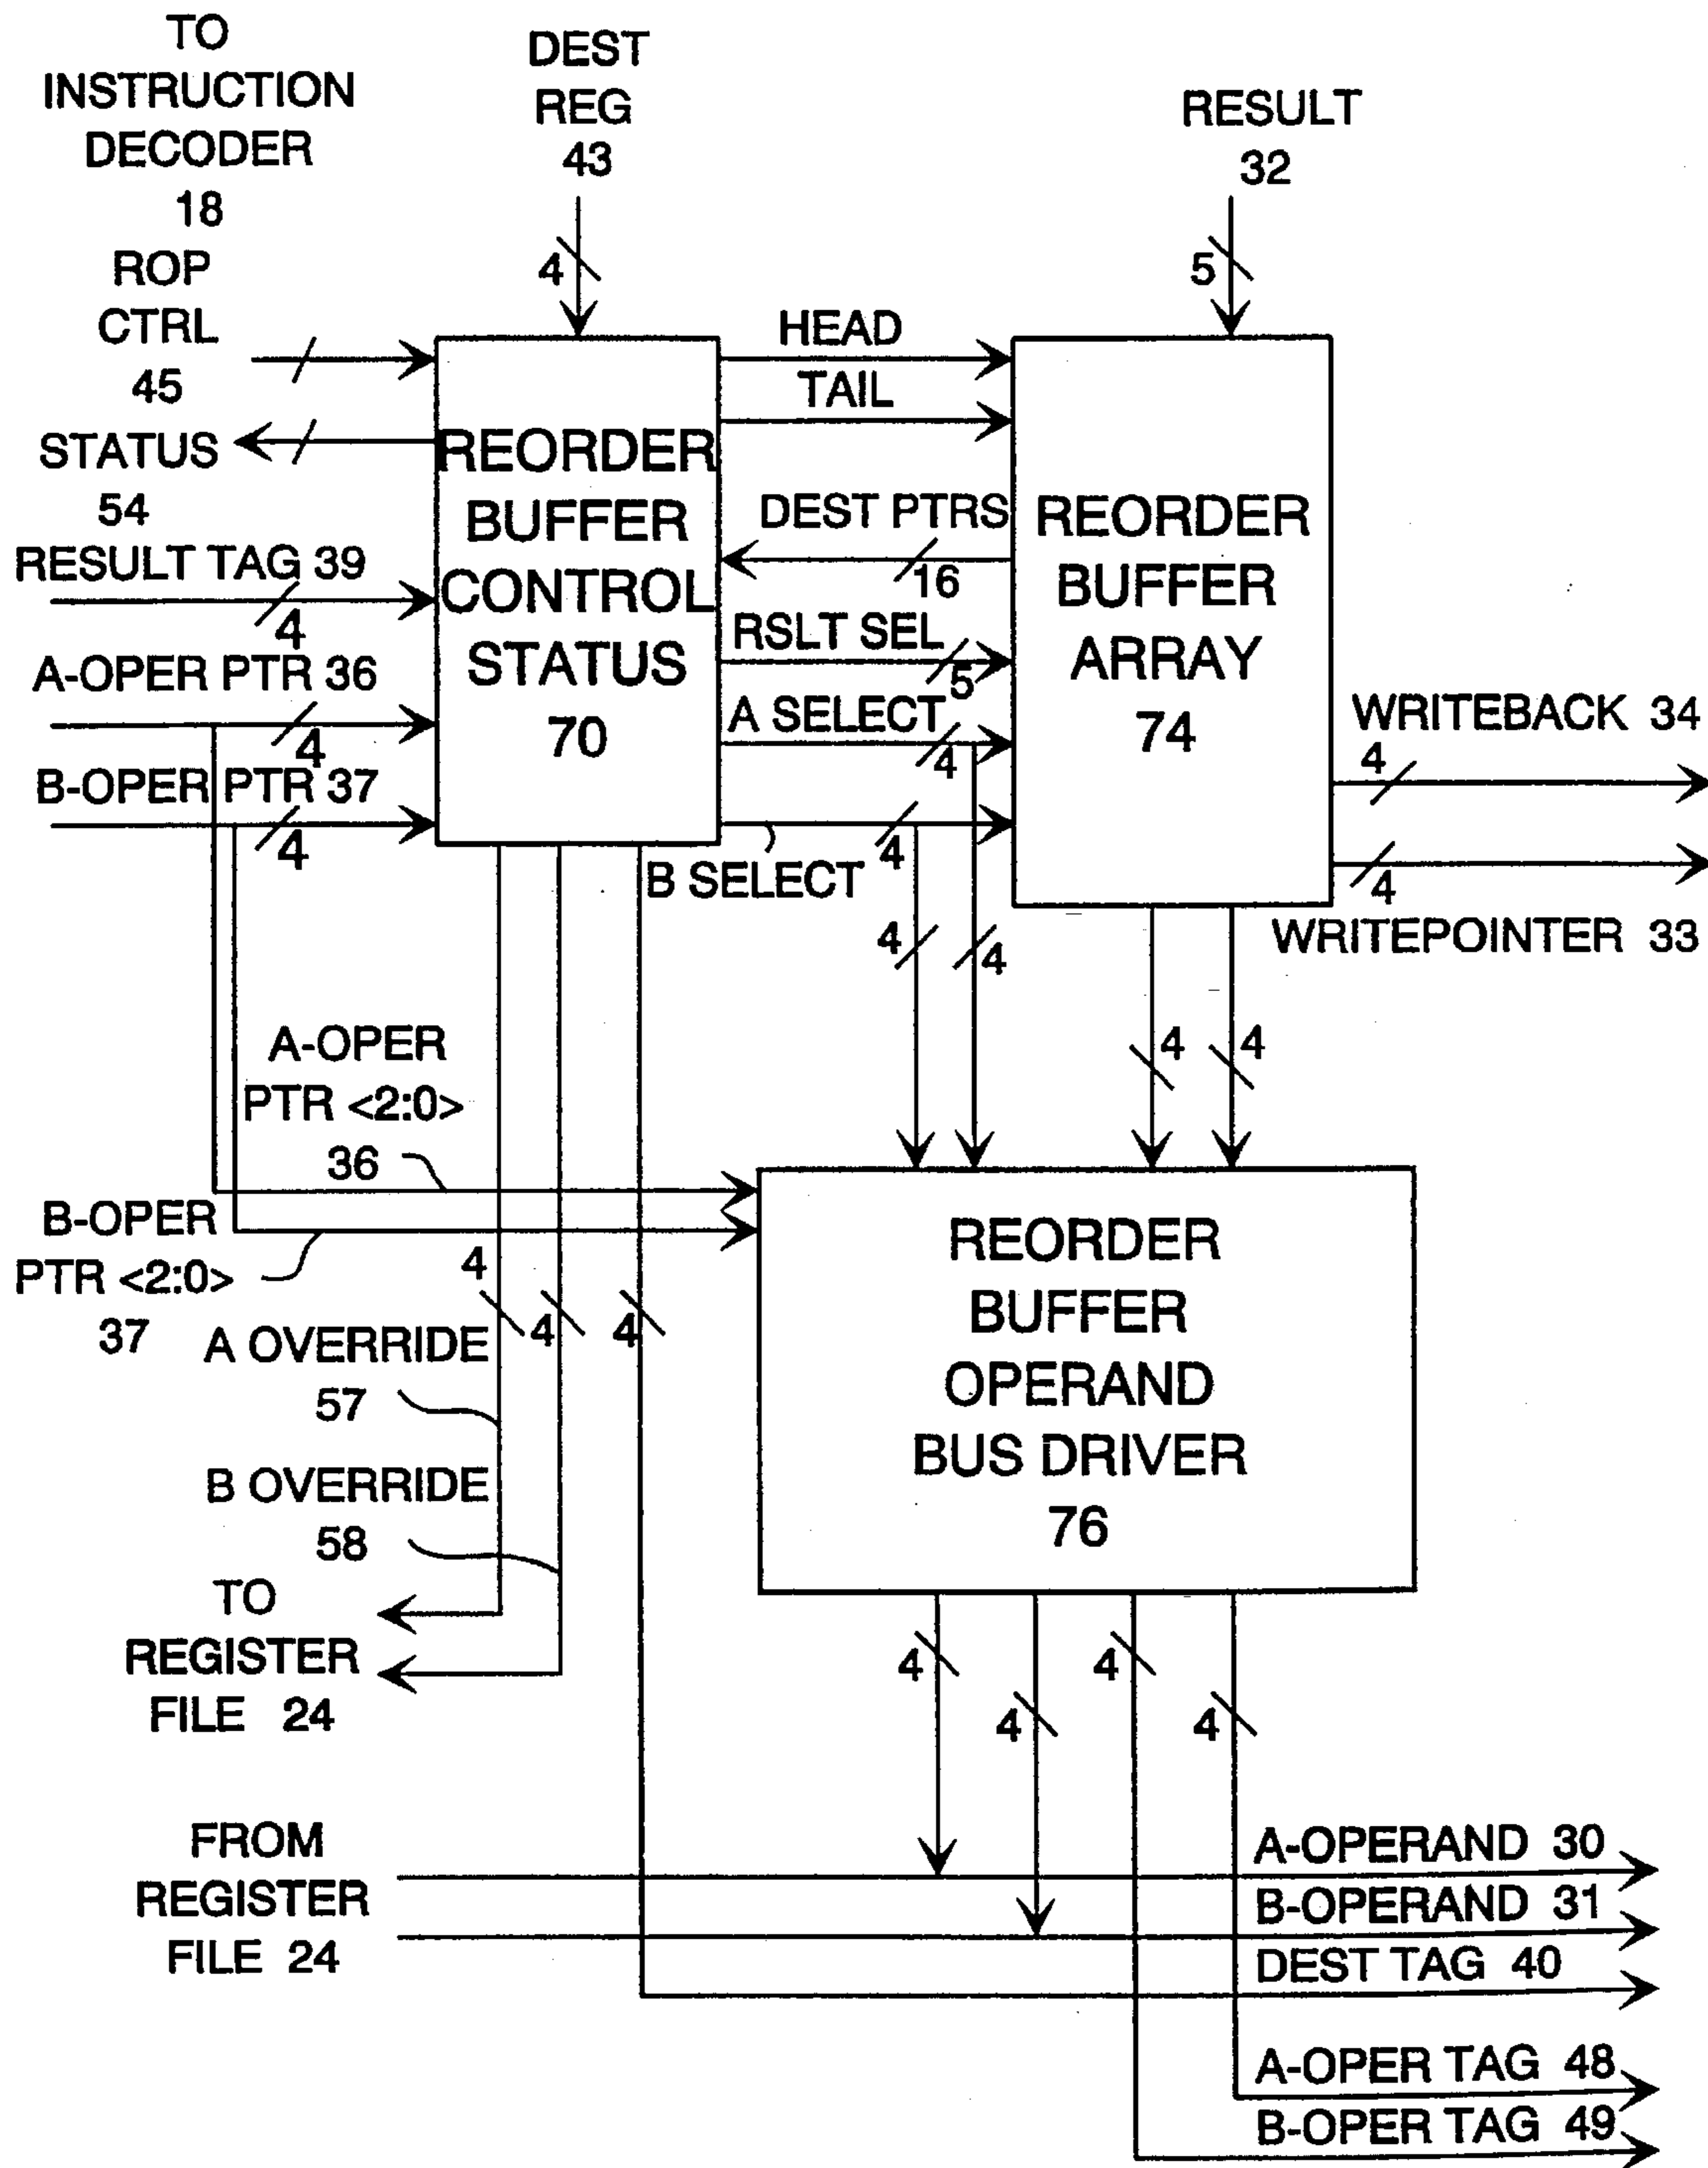 TO
INSTRUCTION
DECODER
18
DEST
REG
43
RESULT
32
ROP
CTRL
45
4
5
HEAD
TAIL
STATUS
54
REORDER
BUFFER
CONTROL
STATUS
70
DEST PTRS
16
REORDER
BUFFER
ARRAY
74
RESULT TAG 39
4
RSLT SEL
5
A-OPER PTR 36
4
A SELECT
4
B-OPER PTR 37
4
B SELECT
4
WRITEBACK 34
4
4
WRITEPOINTER 33
4
4
4
4
A-OPER
PTR <2:0>
36
B-OPER
PTR <2:0>
37
4
4
4
REORDER
BUFFER
OPERAND
BUS DRIVER
76
A OVERRIDE
57
B OVERRIDE
58
TO
REGISTER
FILE 24
4
4
4
4
FROM
REGISTER
FILE 24
A-OPERAND 30
B-OPERAND 31
DEST TAG 40
A-OPER TAG 48
B-OPER TAG 49